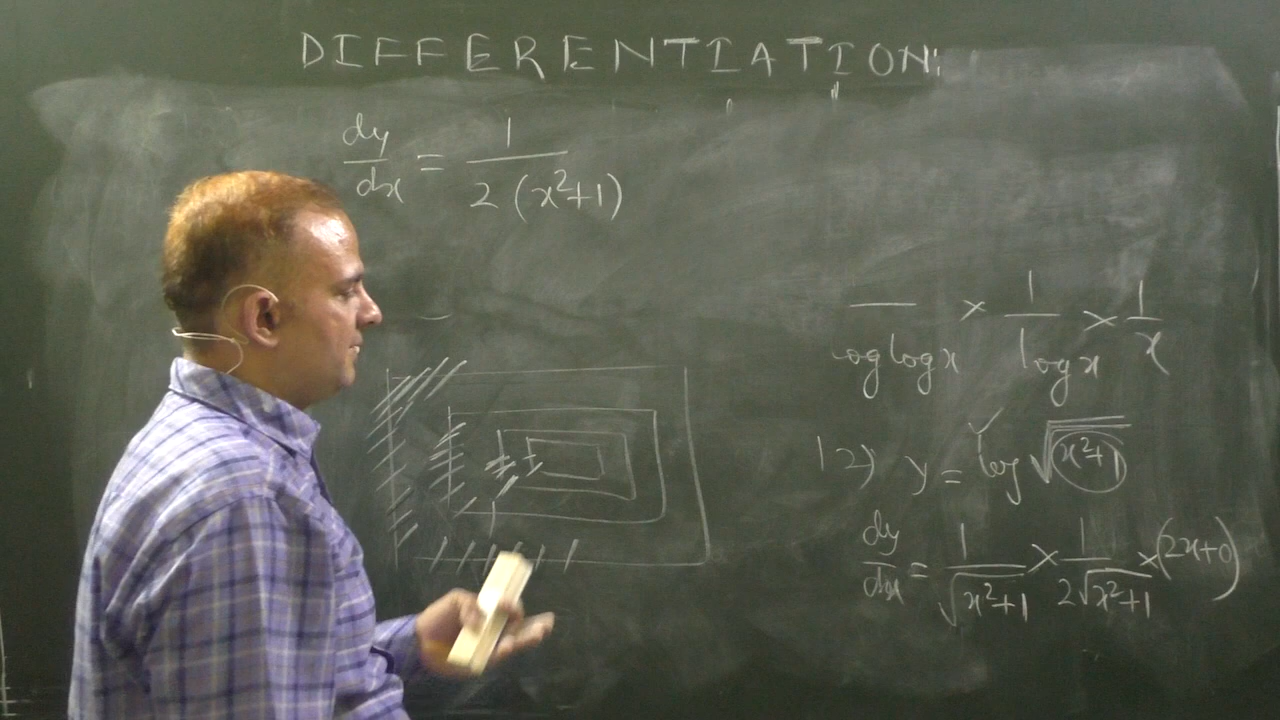 DIFFERENTIATION:
dy/dx = 1/2(x²+1)
log log x × 1/log x × 1/x
12) y = log √(x²+1)
dy/dx = 1/√(x²+1) × 1/2√(x²+1) × (2x+0)